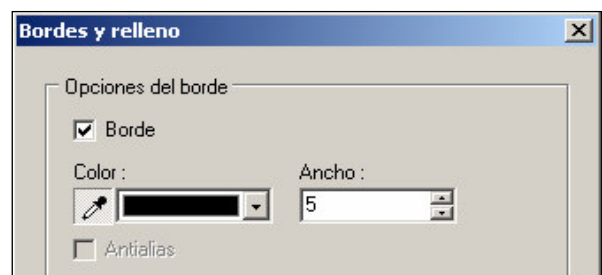 Bordes y relleno
Opciones del borde
Borde
Color :
Ancho :
5
Antialias